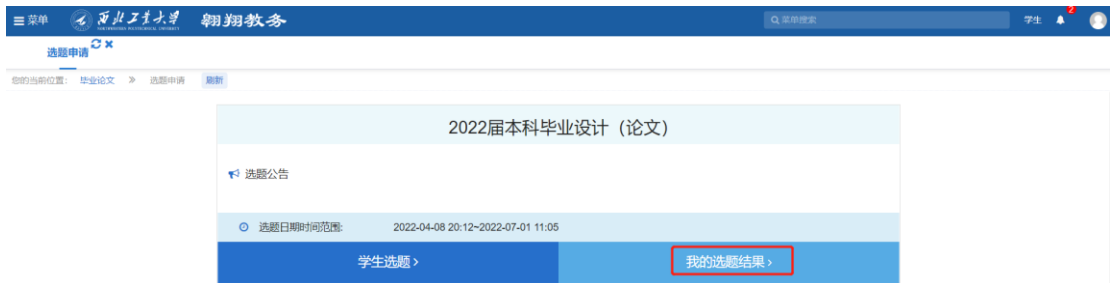 菜单 西北工业大学 翱翔教务 菜单搜索 学生 2
选题申请
您的当前位置: 毕业论文 » 选题申请 刷新
2022届本科毕业设计（论文）
选题公告
选题日期时间范围: 2022-04-08 20:12~2022-07-01 11:05
学生选题 › 我的选题结果 ›